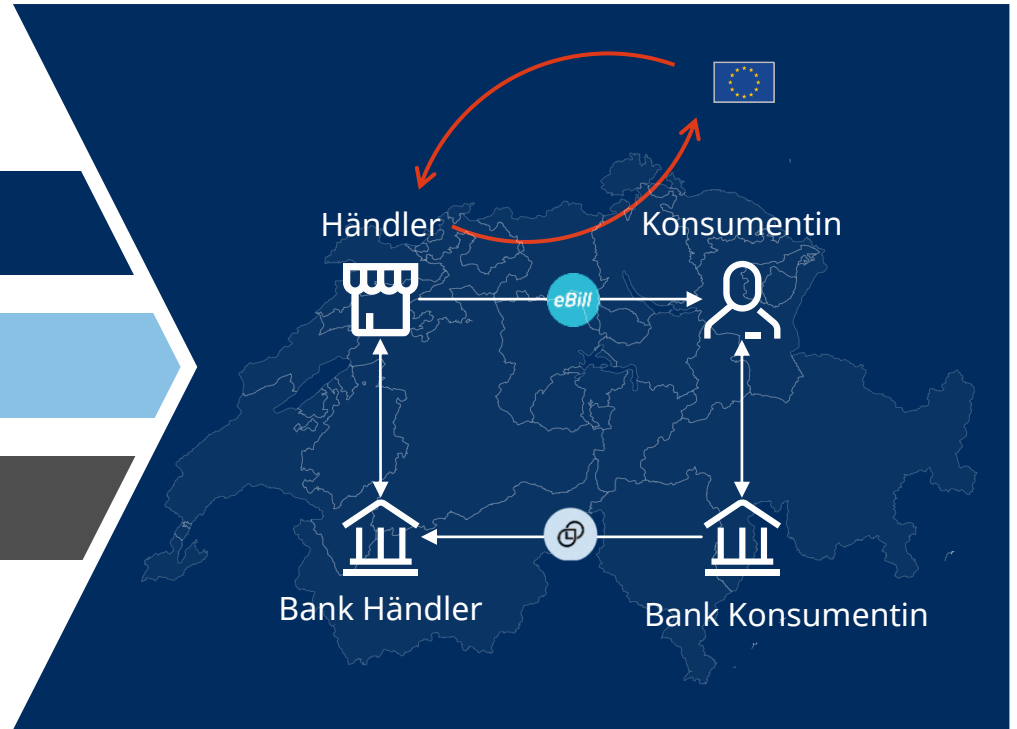 Händler
Konsumentin
eBill
Bank Händler
Bank Konsumentin